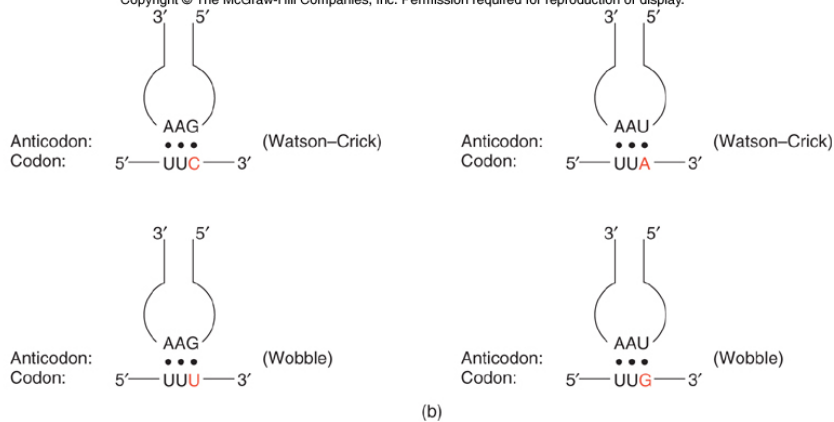 Copyright © The McGraw-Hill Companies, Inc. Permission required for reproduction or display.
3′ 5′
AAG
Anticodon: (Watson–Crick)
Codon: 5′ UUC 3′
3′ 5′
AAU
Anticodon: (Watson–Crick)
Codon: 5′ UUA 3′
3′ 5′
AAG
Anticodon: (Wobble)
Codon: 5′ UUU 3′
3′ 5′
AAU
Anticodon: (Wobble)
Codon: 5′ UUG 3′
(b)